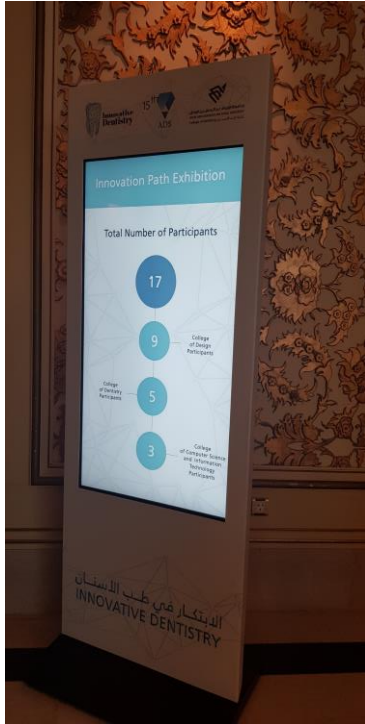 Innovative
Dentistry
15th
Innovation Path Exhibition
Total Number of Participants
17
9
College
of Design
Participants
College
of Dentistry
Participants
5
3
College
of Computer Science
and Information
Technology
Participants
الابتكار في طب الأسنان
INNOVATIVE DENTISTRY